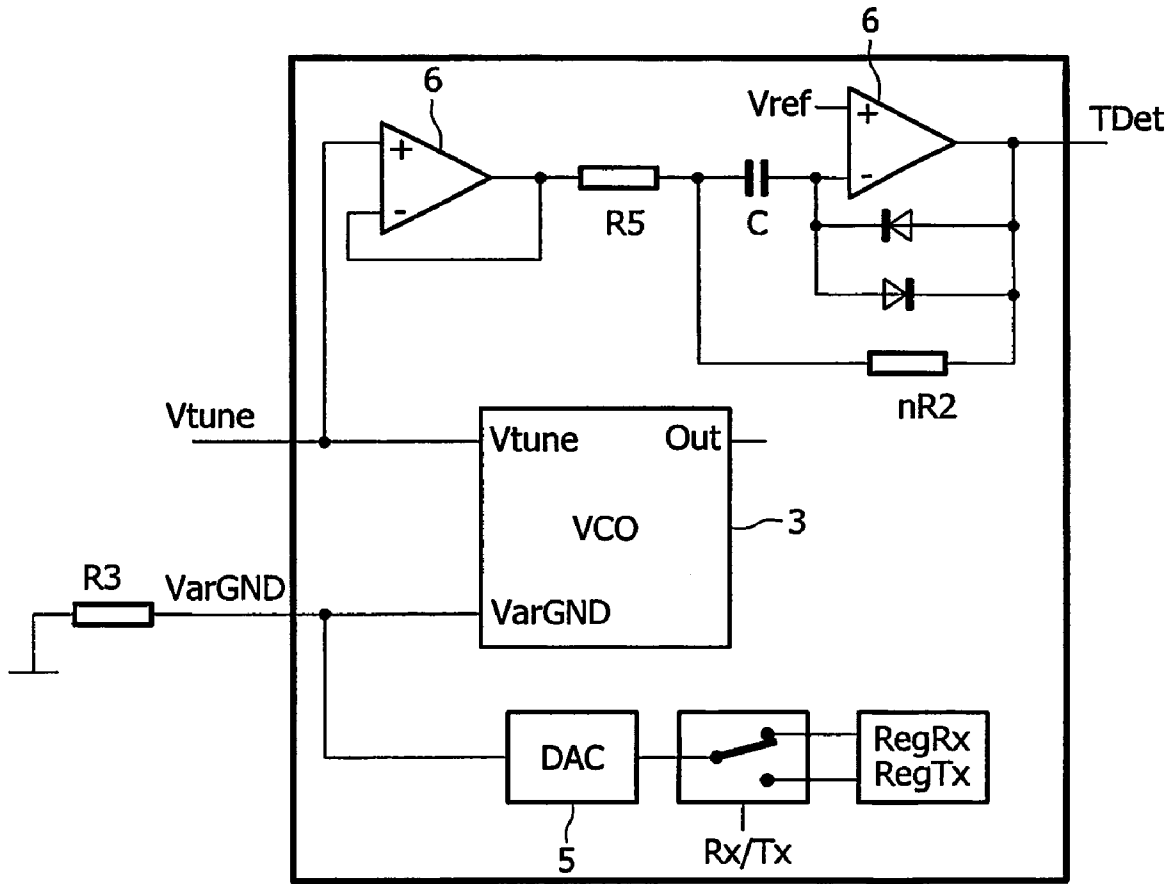 6
6
Vref
+
TDet
+
-
-
R5
C
nR2
Vtune
Vtune
Out
VCO
3
R3
VarGND
VarGND
DAC
RegRx
RegTx
5
Rx/Tx